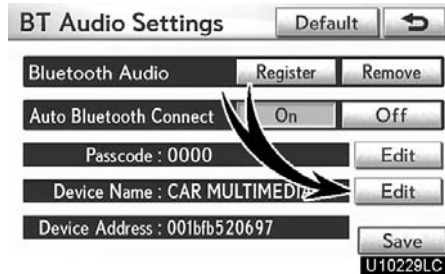 BT Audio Settings Default
Bluetooth Audio Register Remove
Auto Bluetooth Connect On Off
Passcode : 0000 Edit
Device Name : CAR MULTIMEDIA Edit
Device Address : 001bfb520697
Save
U10229LC